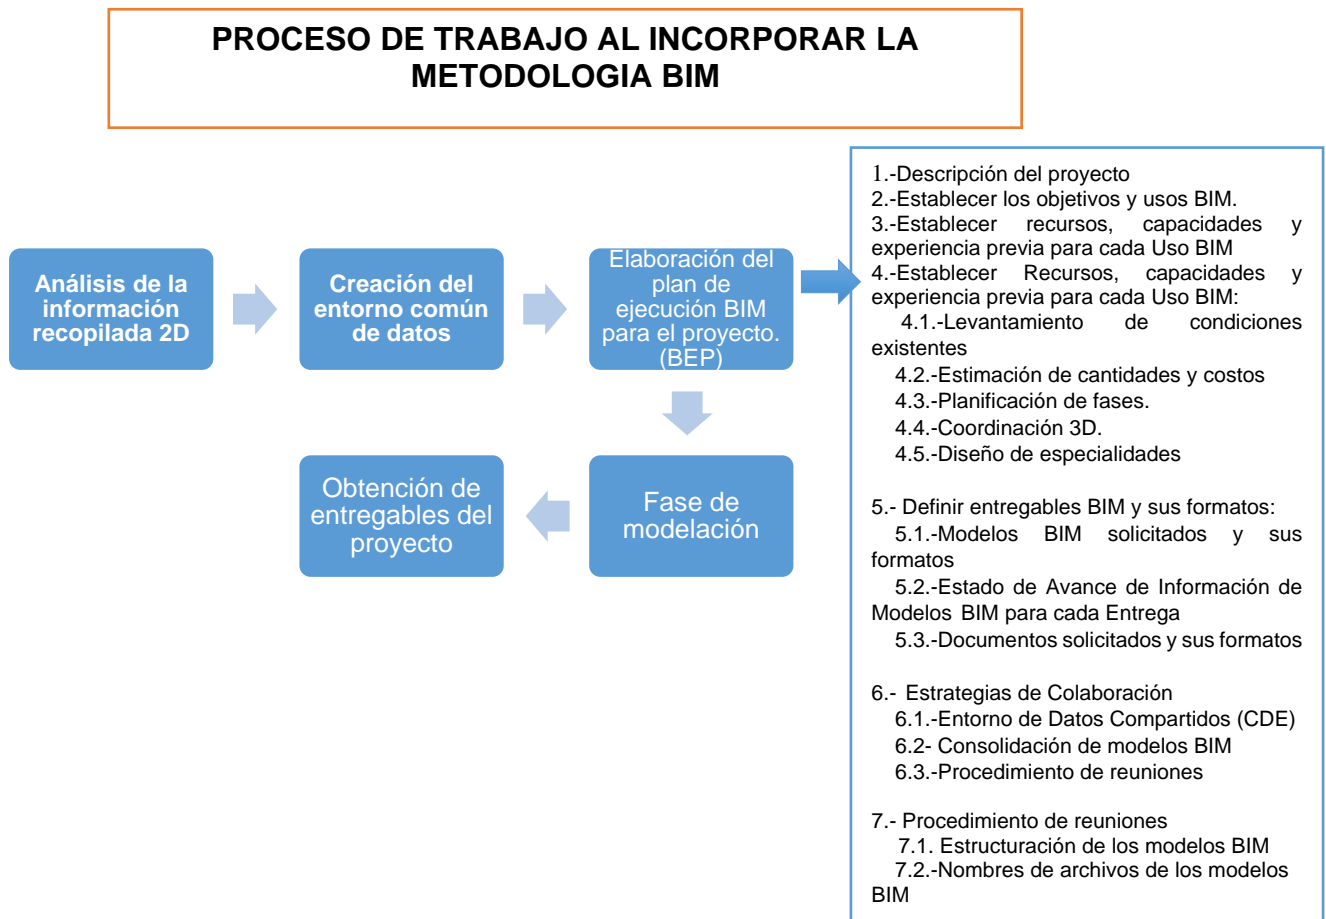 PROCESO DE TRABAJO AL INCORPORAR LA
METODOLOGIA BIM
Análisis de la
información
recopilada 2D
Creación del
entorno común
de datos
Elaboración del
plan de
ejecución BIM
para el proyecto.
(BEP)
Fase de
modelación
Obtención de
entregables del
proyecto
1.-Descripción del proyecto
2.-Establecer los objetivos y usos BIM.
3.-Establecer recursos, capacidades y
experiencia previa para cada Uso BIM
4.-Establecer Recursos, capacidades y
experiencia previa para cada Uso BIM:
4.1.-Levantamiento de condiciones
existentes
4.2.-Estimación de cantidades y costos
4.3.-Planificación de fases.
4.4.-Coordinación 3D.
4.5.-Diseño de especialidades
5.- Definir entregables BIM y sus formatos:
5.1.-Modelos BIM solicitados y sus
formatos
5.2.-Estado de Avance de Información de
Modelos BIM para cada Entrega
5.3.-Documentos solicitados y sus formatos
6.- Estrategias de Colaboración
6.1.-Entorno de Datos Compartidos (CDE)
6.2- Consolidación de modelos BIM
6.3.-Procedimiento de reuniones
7.- Procedimiento de reuniones
7.1. Estructuración de los modelos BIM
7.2.-Nombres de archivos de los modelos
BIM